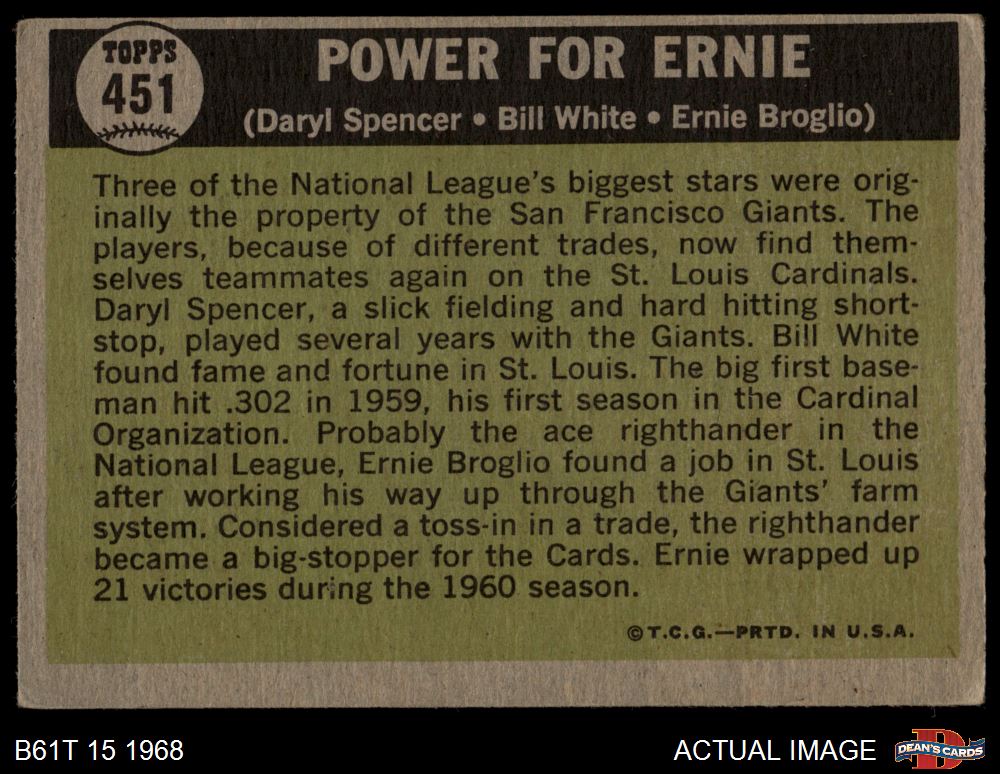 TOPPS
451
POWER FOR ERNIE
(Daryl Spencer • Bill White • Ernie Broglio)
Three of the National League's biggest stars were orig-
inally the property of the San Francisco Giants. The
players, because of different trades, now find them-
selves teammates again on the St. Louis Cardinals.
Daryl Spencer, a slick fielding and hard hitting short-
stop, played several years with the Giants. Bill White
found fame and fortune in St. Louis. The big first base-
man hit .302 in 1959, his first season in the Cardinal
Organization. Probably the ace righthander in the
National League, Ernie Broglio found a job in St. Louis
after working his way up through the Giants' farm
system. Considered a toss-in in a trade, the righthander
became a big-stopper for the Cards. Ernie wrapped up
21 victories during the 1960 season.
©T.C.G.—PRTD. IN U.S.A.
B61T 15 1968
ACTUAL IMAGE
D
DEAN'S CARDS